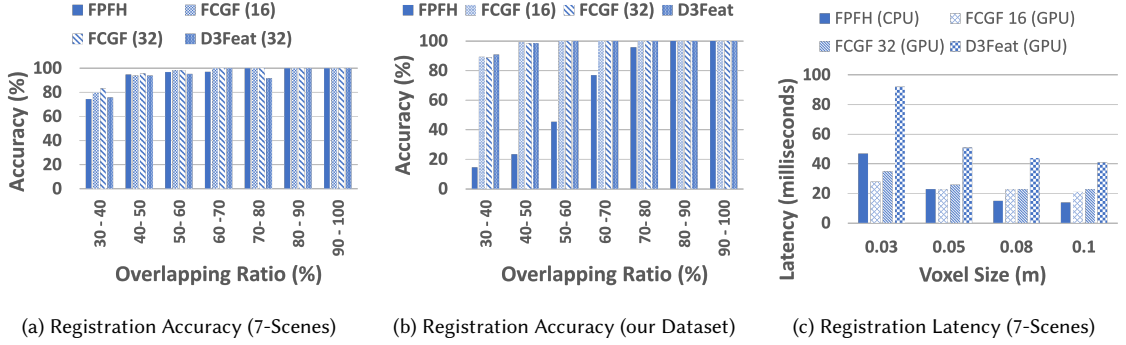 FPFH FCGF (16)
FCGF (32) D3Feat (32)
Accuracy (%)
100
80
60
40
20
0
30 - 40
40- 50
50 - 60
60 - 70
70 - 80
80 - 90
90 - 100
Overlapping Ratio (%)
(a) Registration Accuracy (7-Scenes)
FPFH FCGF (16) FCGF (32) D3Feat
Accuracy (%)
100
80
60
40
20
0
30 - 40
40 - 50
50 - 60
60 - 70
70 - 80
80 - 90
90 - 100
Overlapping Ratio (%)
(b) Registration Accuracy (our Dataset)
FPFH (CPU) FCGF 16 (GPU)
FCGF 32 (GPU) D3Feat (GPU)
Latency (milliseconds)
100
80
60
40
20
0
0.03 0.05 0.08 0.1
Voxel Size (m)
(c) Registration Latency (7-Scenes)